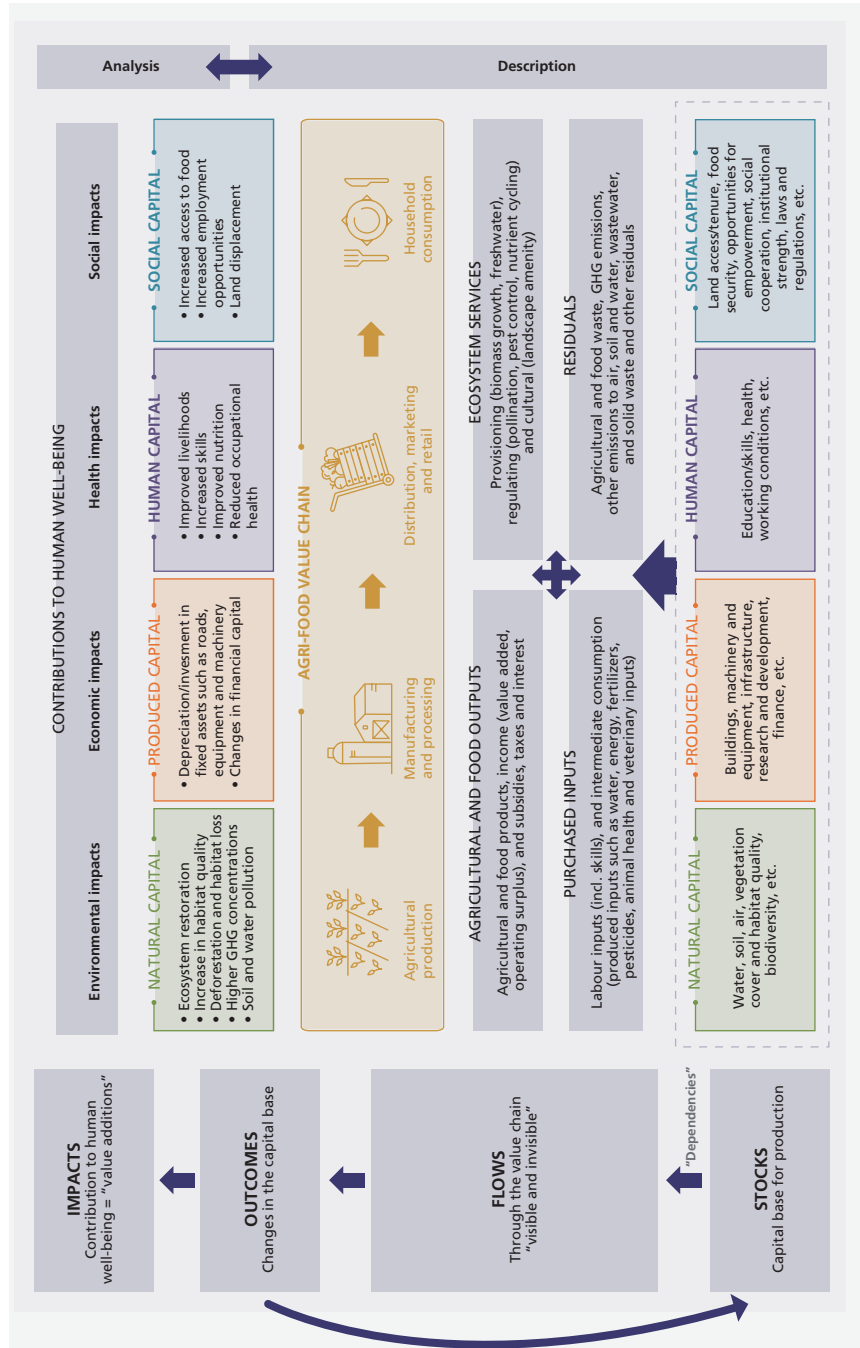 IMPACTS
Contribution to human
well-being = “value additions”
CONTRIBUTIONS TO HUMAN WELL-BEING
Environmental impacts
Economic impacts
Health impacts
Social impacts
Analysis
OUTCOMES
Changes in the capital base
NATURAL CAPITAL
• Ecosystem restoration
• Increase in habitat quality
• Deforestation and habitat loss
• Higher GHG concentrations
• Soil and water pollution
PRODUCED CAPITAL
• Depreciation/invesment in
fixed assets such as roads,
equipment and machinery
• Changes in financial capital
HUMAN CAPITAL
• Improved livelihoods
• Increased skills
• Improved nutrition
• Reduced occupational
health
SOCIAL CAPITAL
• Increased access to food
• Increased employment
opportunities
• Land displacement
Description
FLOWS
Through the value chain
“visible and invisible”
AGRI-FOOD VALUE CHAIN
Agricultural
production
Manufacturing
and processing
Distribution, marketing
and retail
Household
consumption
AGRICULTURAL AND FOOD OUTPUTS
Agricultural and food products, income (value added,
operating surplus), and subsidies, taxes and interest
ECOSYSTEM SERVICES
Provisioning (biomass growth, freshwater),
regulating (pollination, pest control, nutrient cycling)
and cultural (landscape amenity)
PURCHASED INPUTS
Labour inputs (incl. skills), and intermediate consumption
(produced inputs such as water, energy, fertilizers,
pesticides, animal health and veterinary inputs)
RESIDUALS
Agricultural and food waste, GHG emissions,
other emissions to air, soil and water, wastewater,
and solid waste and other residuals
“Dependencies”
STOCKS
Capital base for production
NATURAL CAPITAL
Water, soil, air, vegetation
cover and habitat quality,
biodiversity, etc.
PRODUCED CAPITAL
Buildings, machinery and
equipment, infrastructure,
research and development,
finance, etc.
HUMAN CAPITAL
Education/skills, health,
working conditions, etc.
SOCIAL CAPITAL
Land access/tenure, food
security, opportunities for
empowerment, social
cooperation, institutional
strength, laws and
regulations, etc.